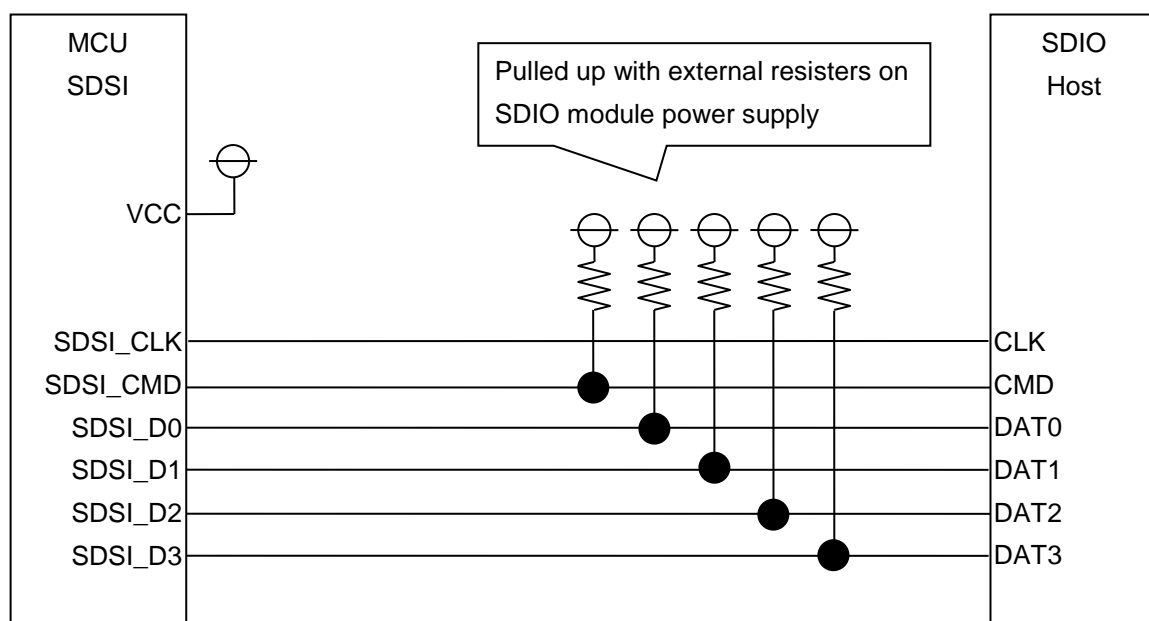 MCU
SDSI
SDIO
Host
Pulled up with external resisters on
SDIO module power supply
VCC
SDSI_CLK
CLK
SDSI_CMD
CMD
SDSI_D0
DAT0
SDSI_D1
DAT1
SDSI_D2
DAT2
SDSI_D3
DAT3